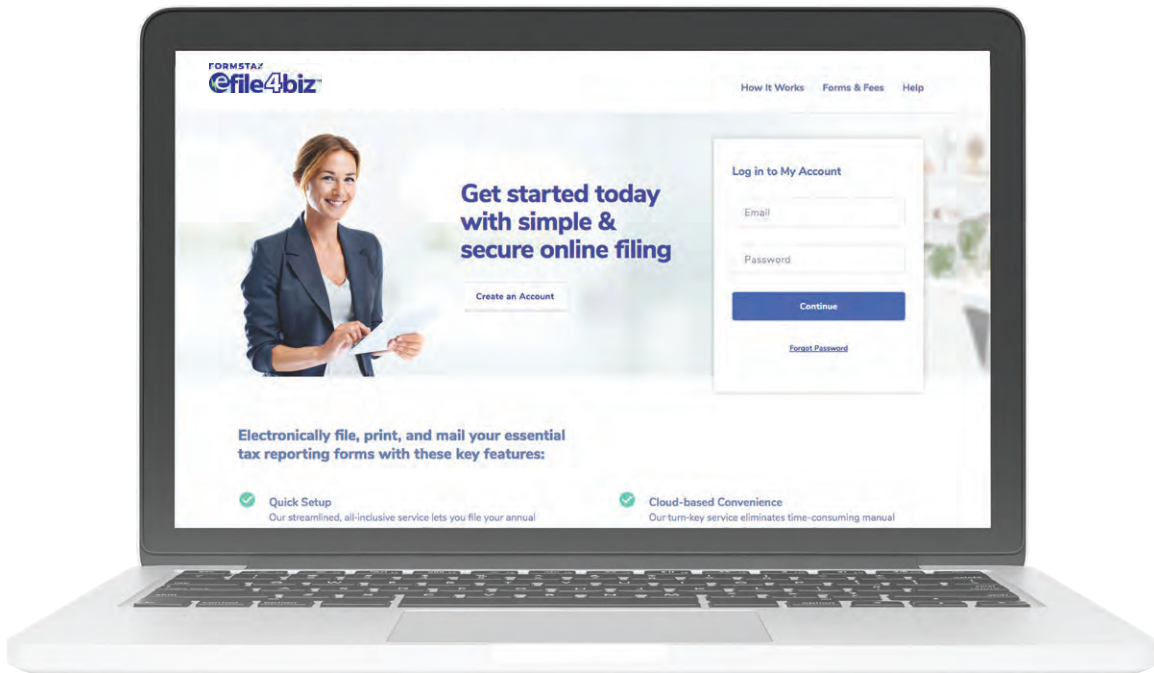 FORMSTAX
efile4biz™
How It Works Forms & Fees Help
Get started today
with simple &
secure online filing
Create an Account
Log in to My Account
Email
Password
Continue
Forgot Password
Electronically file, print, and mail your essential
tax reporting forms with these key features:
Quick Setup
Our streamlined, all-inclusive service lets you file your annual
Cloud-based Convenience
Our turn-key service eliminates time-consuming manual